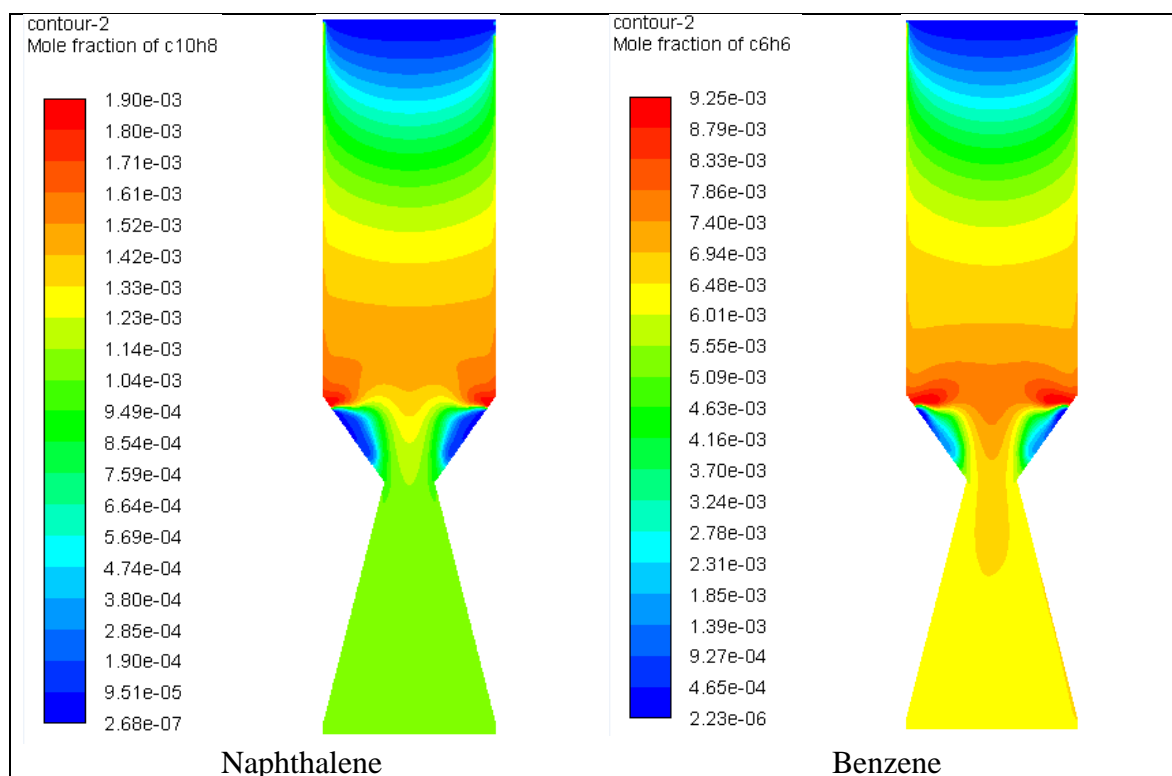 contour-2
Mole fraction of c10h8
1.90e-03
1.80e-03
1.71e-03
1.61e-03
1.52e-03
1.42e-03
1.33e-03
1.23e-03
1.14e-03
1.04e-03
9.49e-04
8.54e-04
7.59e-04
6.64e-04
5.69e-04
4.74e-04
3.80e-04
2.85e-04
1.90e-04
9.51e-05
2.68e-07
Naphthalene
contour-2
Mole fraction of c6h6
9.25e-03
8.79e-03
8.33e-03
7.86e-03
7.40e-03
6.94e-03
6.48e-03
6.01e-03
5.55e-03
5.09e-03
4.63e-03
4.16e-03
3.70e-03
3.24e-03
2.78e-03
2.31e-03
1.85e-03
1.39e-03
9.27e-04
4.65e-04
2.23e-06
Benzene